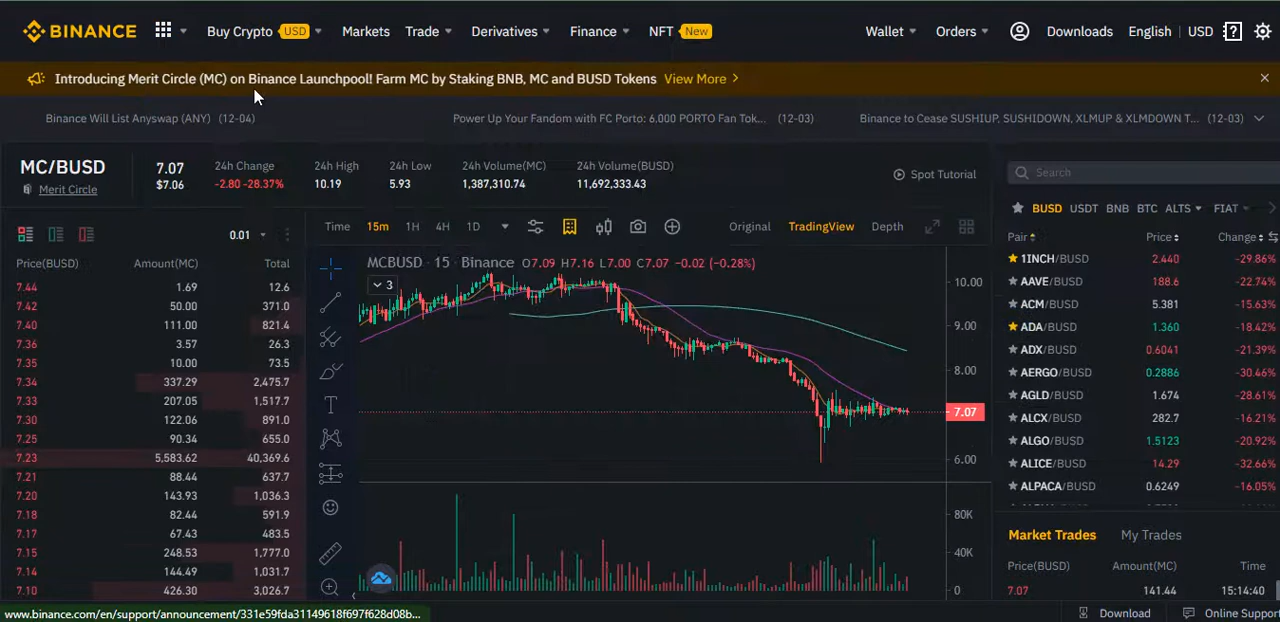 BINANCE Buy Crypto USD Markets Trade Derivatives Finance NFT New Wallet Orders Downloads English | USD
Introducing Merit Circle (MC) on Binance Launchpool! Farm MC by Staking BNB, MC and BUSD Tokens View More
Binance Will List Anyswap (ANY) (12-04) Power Up Your Fandom with FC Porto: 6,000 PORTO Fan Tok... (12-03) Binance to Cease SUSHIUP, SUSHIDOWN, XLMUP & XLMDOWN T... (12-03)
MC/BUSD
Merit Circle
7.07
$7.06
24h Change
-2.80 -28.37%
24h High
10.19
24h Low
5.93
24h Volume(MC)
1,387,310.74
24h Volume(BUSD)
11,692,333.43
Spot Tutorial
0.01
Price(BUSD) Amount(MC) Total
7.44 1.69 12.6
7.42 50.00 371.0
7.40 111.00 821.4
7.36 3.57 26.3
7.35 10.00 73.5
7.34 337.29 2,475.7
7.33 207.05 1,517.7
7.30 122.06 891.0
7.25 90.34 655.0
7.23 5,583.62 40,369.6
7.21 88.44 637.7
7.20 143.93 1,036.3
7.18 82.44 591.9
7.17 67.43 483.5
7.15 248.53 1,777.0
7.14 144.49 1,031.7
7.10 426.30 3,026.7
Time 15m 1H 4H 1D Original TradingView Depth
MCBUSD · 15 · Binance O7.09 H7.16 L7.00 C7.07 -0.02 (-0.28%)
3
10.00
9.00
8.00
7.07
6.00
80K
40K
0
Search
BUSD USDT BNB BTC ALTS FIAT
Pair Price Change
1INCH/BUSD 2.440 -29.86%
AAVE/BUSD 188.6 -22.74%
ACM/BUSD 5.381 -15.63%
ADA/BUSD 1.360 -18.42%
ADX/BUSD 0.6041 -21.39%
AERGO/BUSD 0.2886 -30.46%
AGLD/BUSD 1.674 -28.61%
ALCX/BUSD 282.7 -16.21%
ALGO/BUSD 1.5123 -20.92%
ALICE/BUSD 14.29 -32.66%
ALPACA/BUSD 0.6249 -16.05%
Market Trades My Trades
Price(BUSD) Amount(MC) Time
7.07 141.44 15:14:40
www.binance.com/en/support/announcement/331e59fda31149618f697f628d08b...
Download Online Support